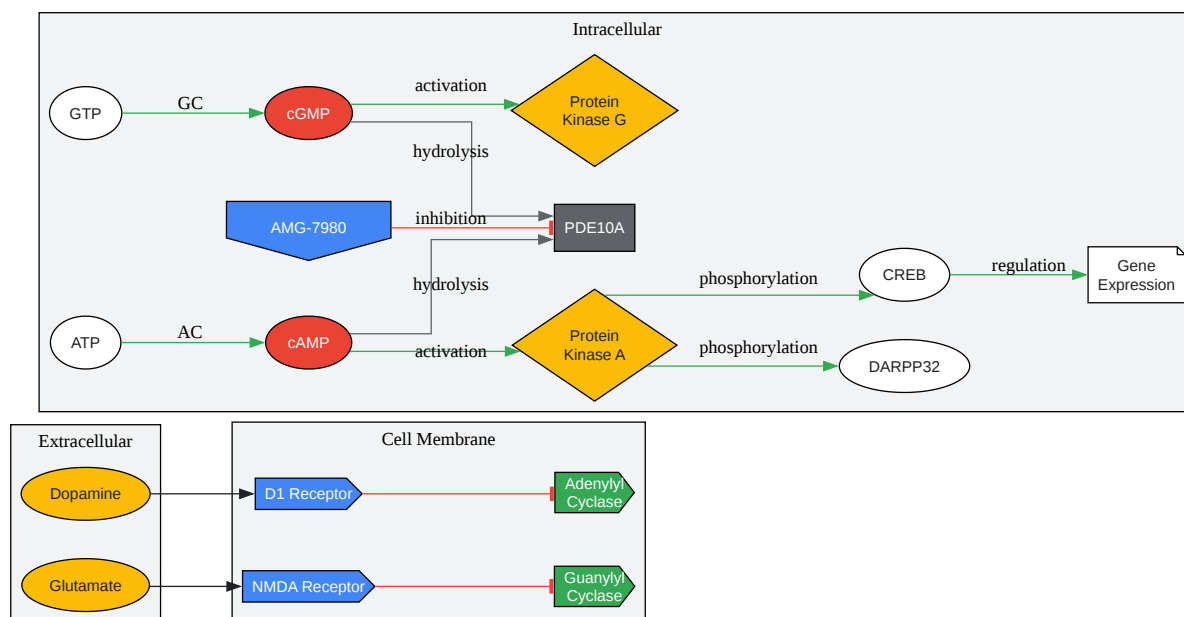 Intracellular
GTP
GC
cGMP
activation
Protein
Kinase G
hydrolysis
AMG-7980
inhibition
PDE10A
hydrolysis
ATP
AC
cAMP
activation
Protein
Kinase A
phosphorylation
CREB
regulation
Gene
Expression
phosphorylation
DARPP32
Extracellular
Dopamine
Glutamate
Cell Membrane
D1 Receptor
Adenylyl
Cyclase
NMDA Receptor
Guanylyl
Cyclase